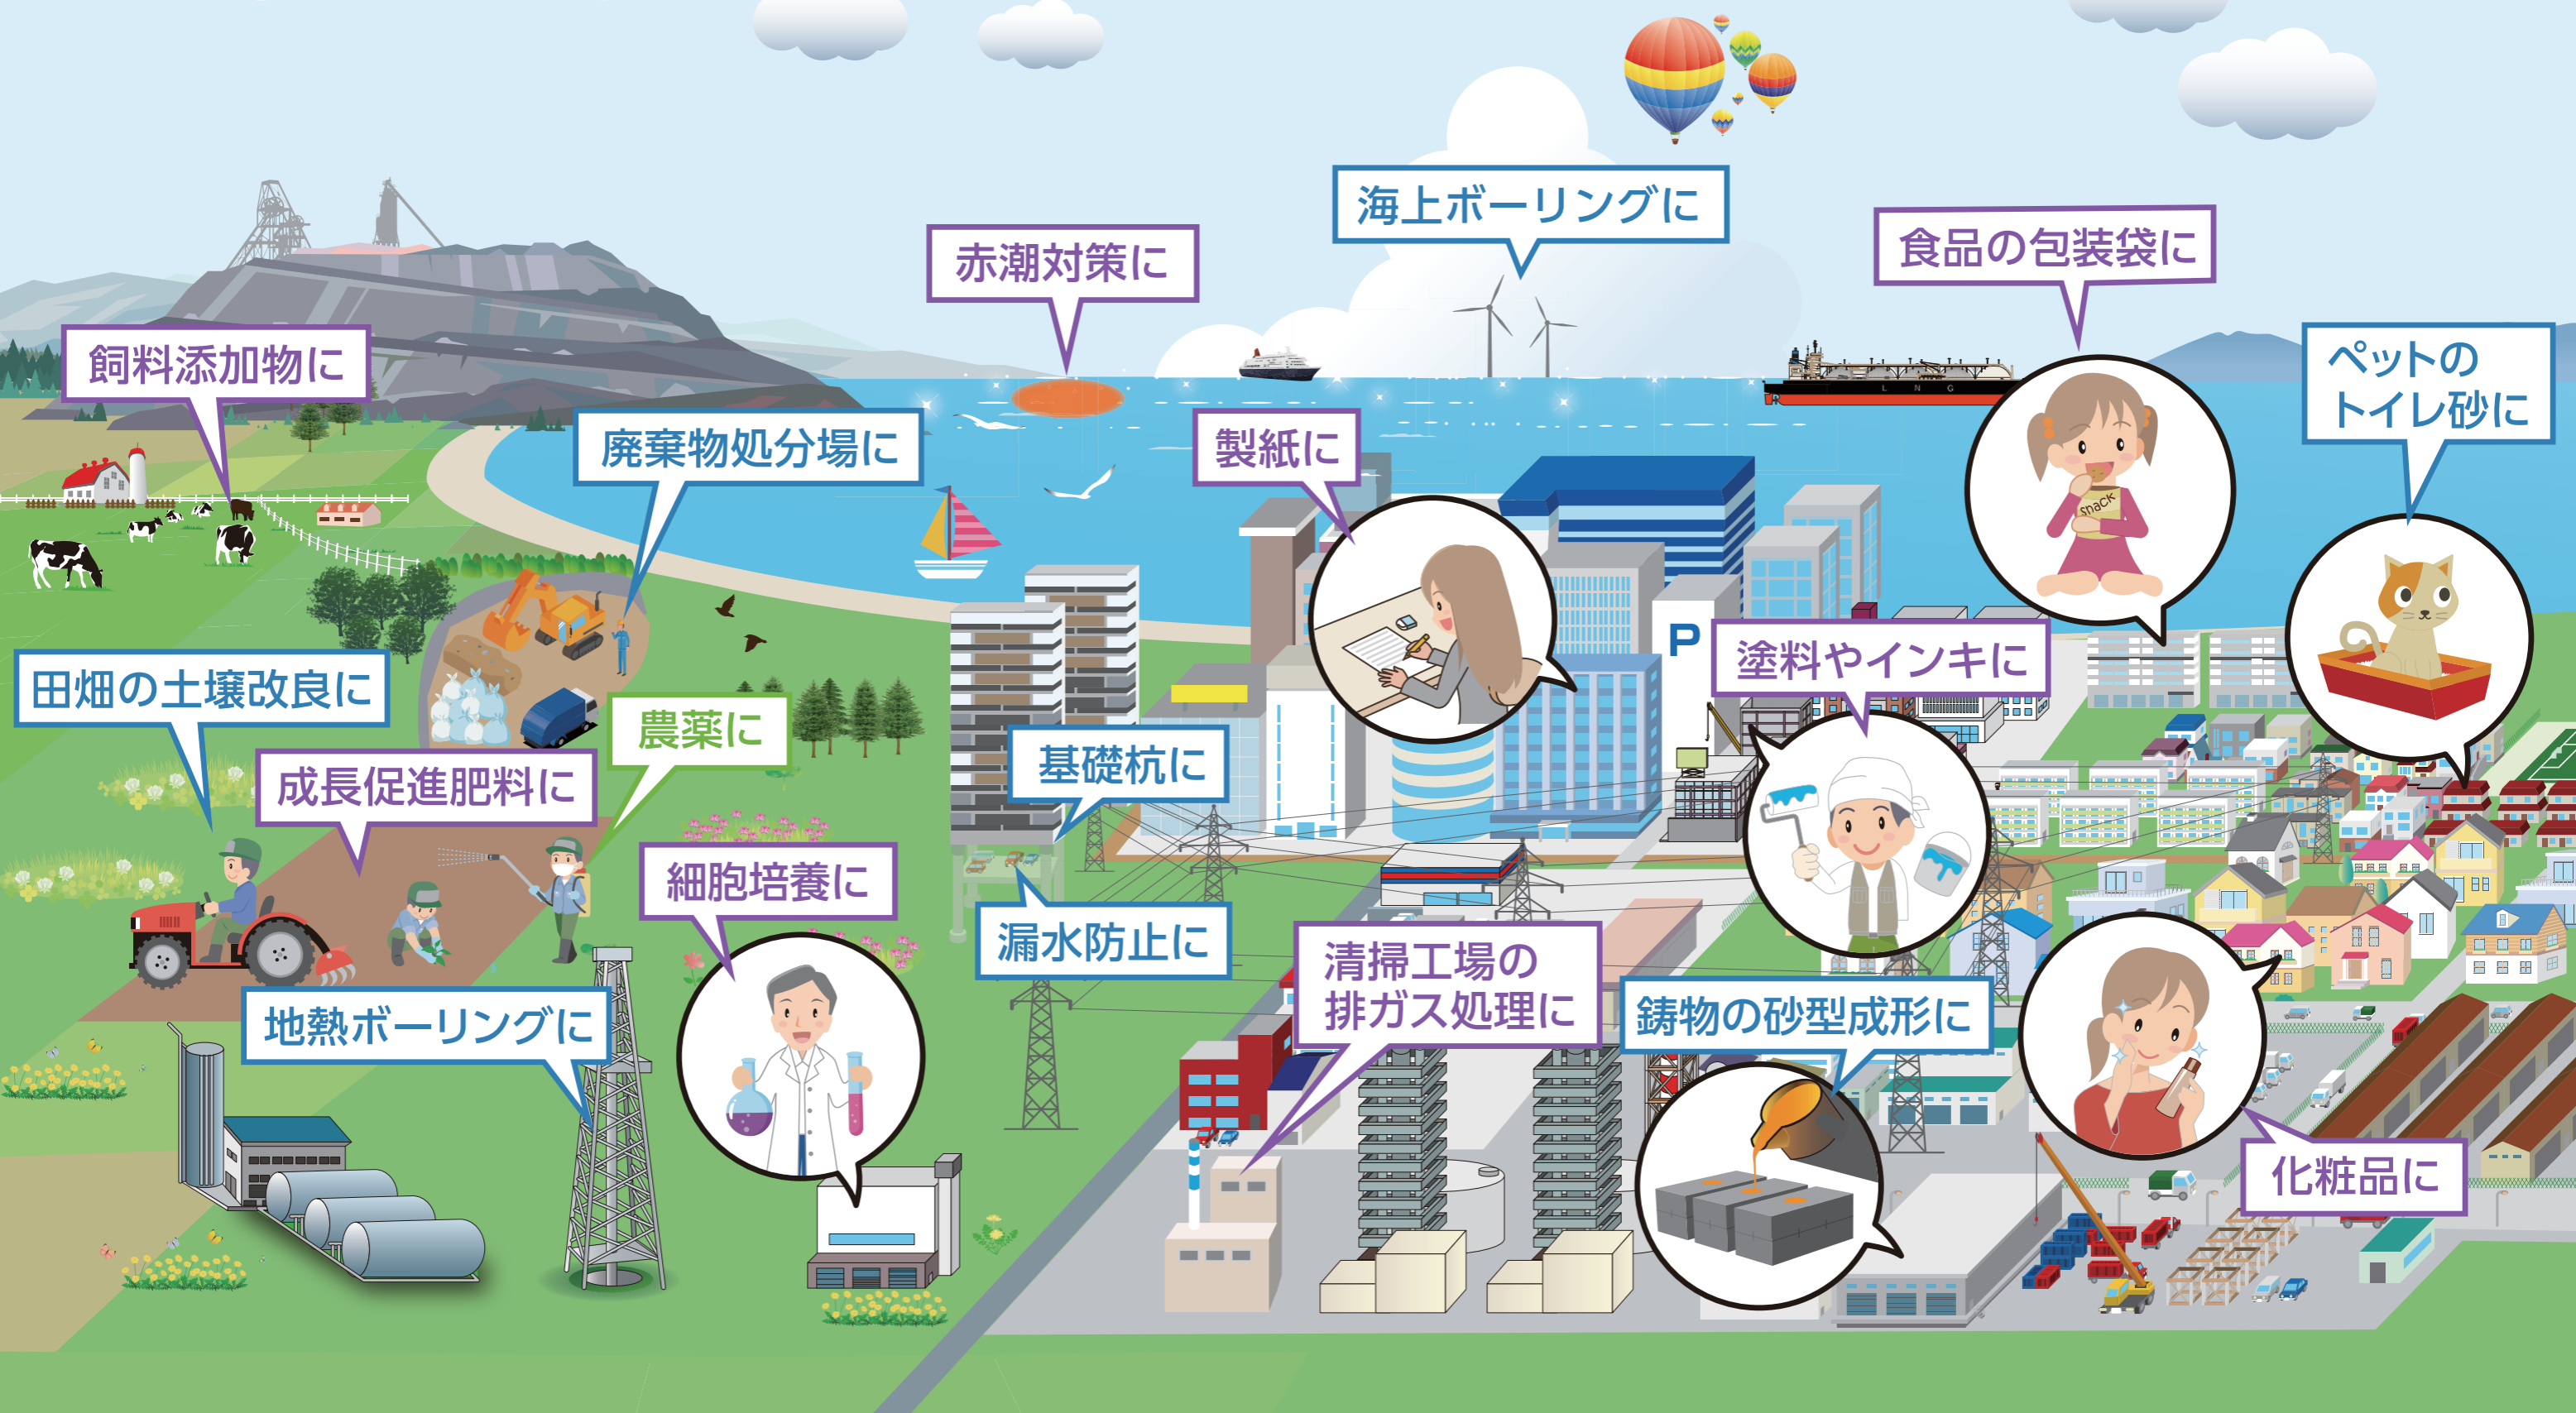 海上ボーリングに
赤潮対策に
食品の包装袋に
飼料添加物に
ペットの
トイレ砂に
L N G
廃棄物処分場に
製紙に
snack
P
塗料やインキに
田畑の土壌改良に
農薬に
基礎杭に
成長促進肥料に
細胞培養に
漏水防止に
清掃工場の
排ガス処理に
地熱ボーリングに
鋳物の砂型成形に
化粧品に